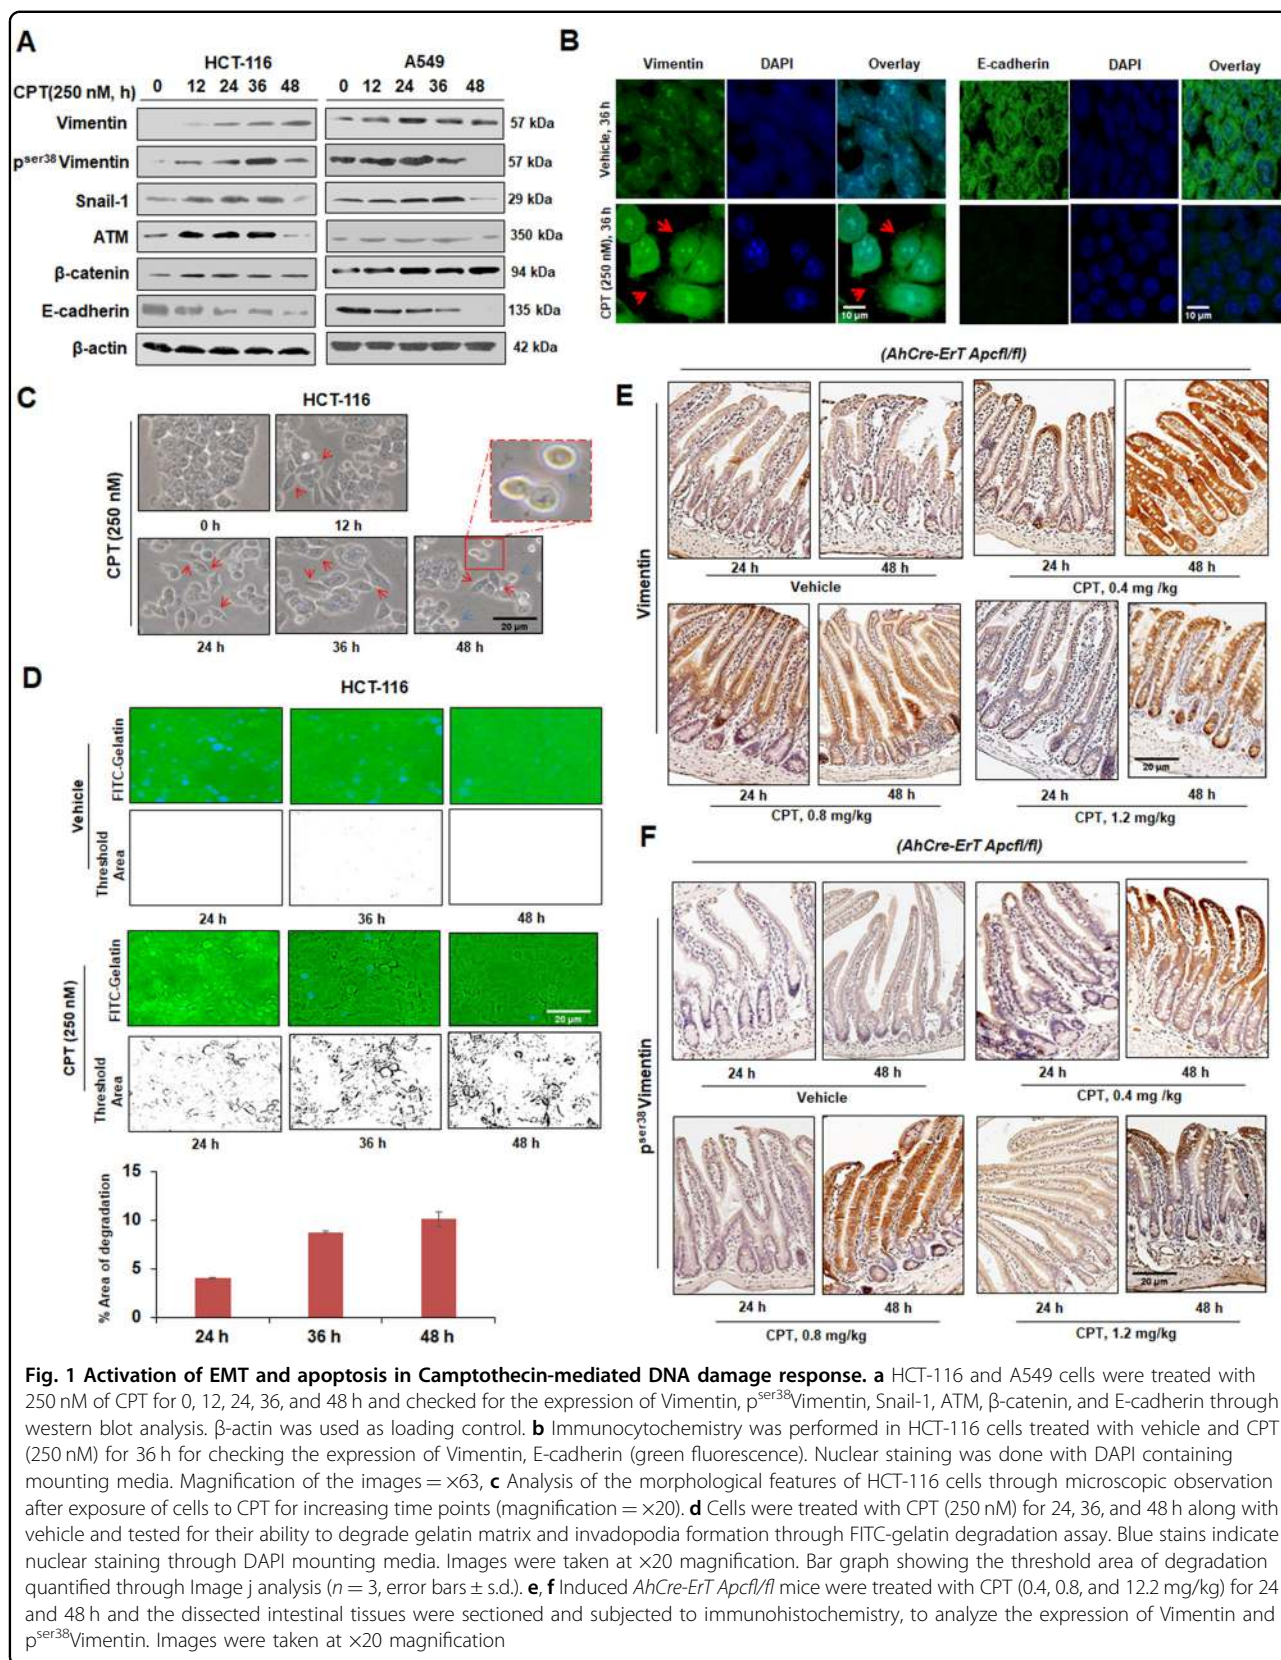 A
HCT-116
A549
CPT(250 nM, h)
0 12 24 36 48
0 12 24 36 48
Vimentin
57 kDa
pser38 Vimentin
57 kDa
Snail-1
29 kDa
ATM
350 kDa
β-catenin
94 kDa
E-cadherin
135 kDa
β-actin
42 kDa
B
Vimentin
DAPI
Overlay
E-cadherin
DAPI
Overlay
Vehicle, 36 h
CPT (250 nM), 36 h
10 μm
10 μm
C
HCT-116
CPT(250 nM)
0 h
12 h
24 h
36 h
48 h
20 μm
D
HCT-116
Vehicle
FITC-Gelatin
Threshold
Area
24 h
36 h
48 h
CPT (250 nM)
FITC-Gelatin
20 μm
Threshold
Area
24 h
36 h
48 h
% Area of degradation
15
10
5
0
24 h
36 h
48 h
E
(AhCre-ErT Apcfl/fl)
Vimentin
24 h
48 h
Vehicle
24 h
48 h
CPT, 0.4 mg /kg
24 h
48 h
CPT, 0.8 mg/kg
20 μm
24 h
48 h
CPT, 1.2 mg/kg
F
(AhCre-ErT Apcfl/fl)
pser38 Vimentin
24 h
48 h
Vehicle
24 h
48 h
CPT, 0.4 mg /kg
24 h
48 h
CPT, 0.8 mg/kg
20 μm
24 h
48 h
CPT, 1.2 mg/kg
Fig. 1 Activation of EMT and apoptosis in Camptothecin-mediated DNA damage response. a HCT-116 and A549 cells were treated with
250 nM of CPT for 0, 12, 24, 36, and 48 h and checked for the expression of Vimentin, pser38Vimentin, Snail-1, ATM, β-catenin, and E-cadherin through
western blot analysis. β-actin was used as loading control. b Immunocytochemistry was performed in HCT-116 cells treated with vehicle and CPT
(250 nM) for 36 h for checking the expression of Vimentin, E-cadherin (green fluorescence). Nuclear staining was done with DAPI containing
mounting media. Magnification of the images = ×63, c Analysis of the morphological features of HCT-116 cells through microscopic observation
after exposure of cells to CPT for increasing time points (magnification = ×20). d Cells were treated with CPT (250 nM) for 24, 36, and 48 h along with
vehicle and tested for their ability to degrade gelatin matrix and invadopodia formation through FITC-gelatin degradation assay. Blue stains indicate
nuclear staining through DAPI mounting media. Images were taken at ×20 magnification. Bar graph showing the threshold area of degradation
quantified through Image j analysis (n = 3, error bars ± s.d.). e, f Induced AhCre-ErT Apcfl/fl mice were treated with CPT (0.4, 0.8, and 12.2 mg/kg) for 24
and 48 h and the dissected intestinal tissues were sectioned and subjected to immunohistochemistry, to analyze the expression of Vimentin and
pser38Vimentin. Images were taken at ×20 magnification